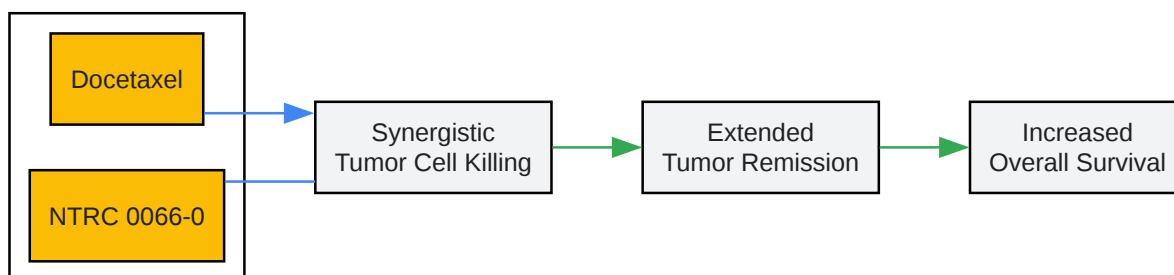 Docetaxel
NTRC 0066-0
Synergistic
Tumor Cell Killing
Extended
Tumor Remission
Increased
Overall Survival